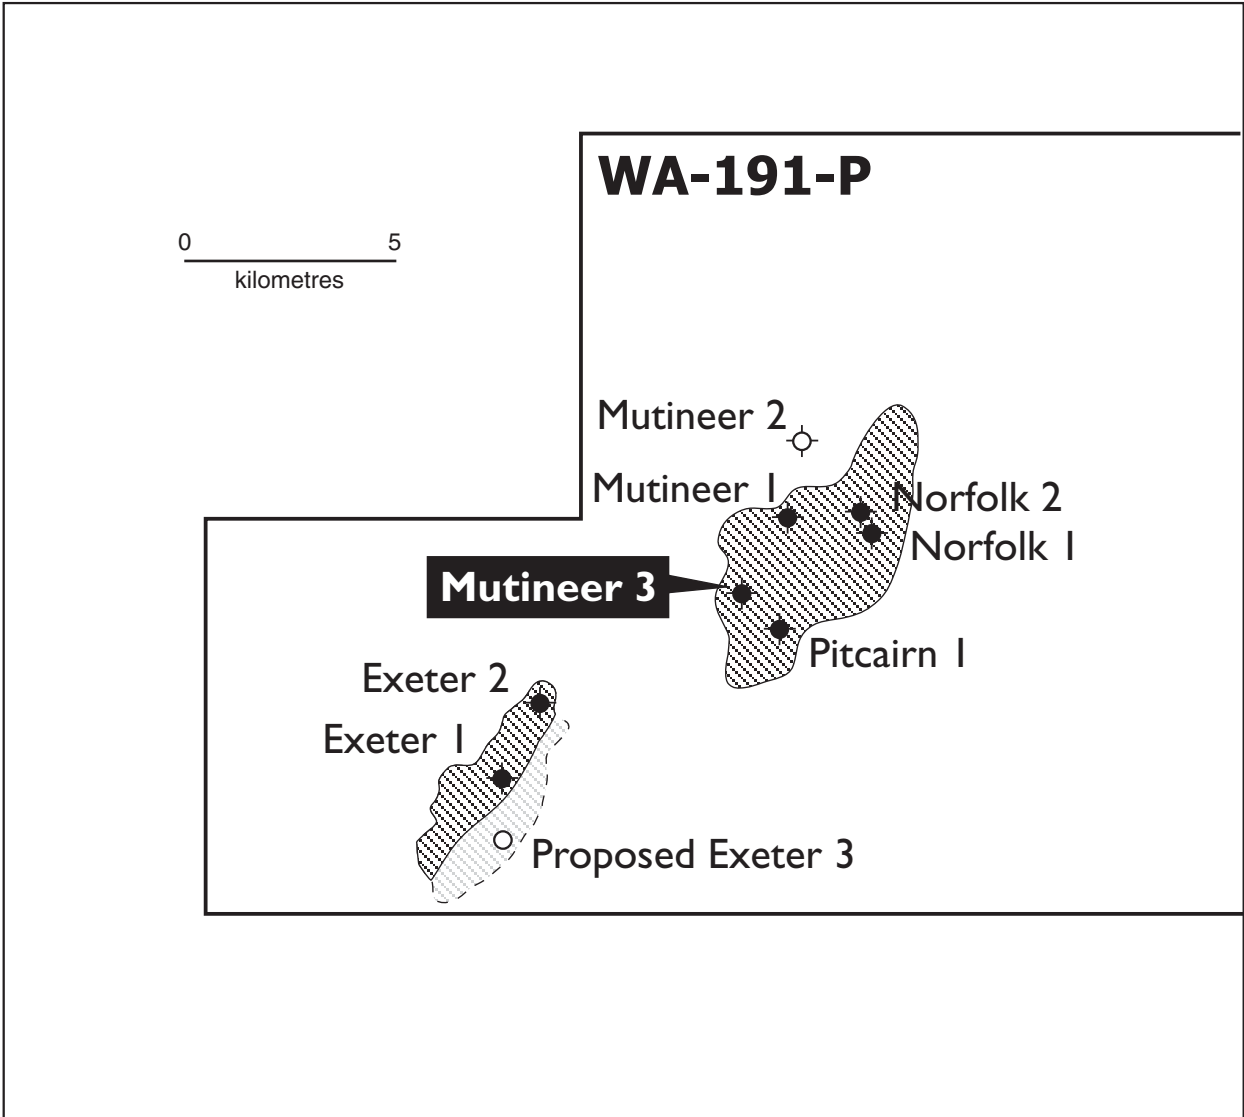 WA-191-P
0 5
kilometres
Mutineer 2
Mutineer 1
Norfolk 2
Norfolk 1
Mutineer 3
Pitcairn 1
Exeter 2
Exeter 1
Proposed Exeter 3